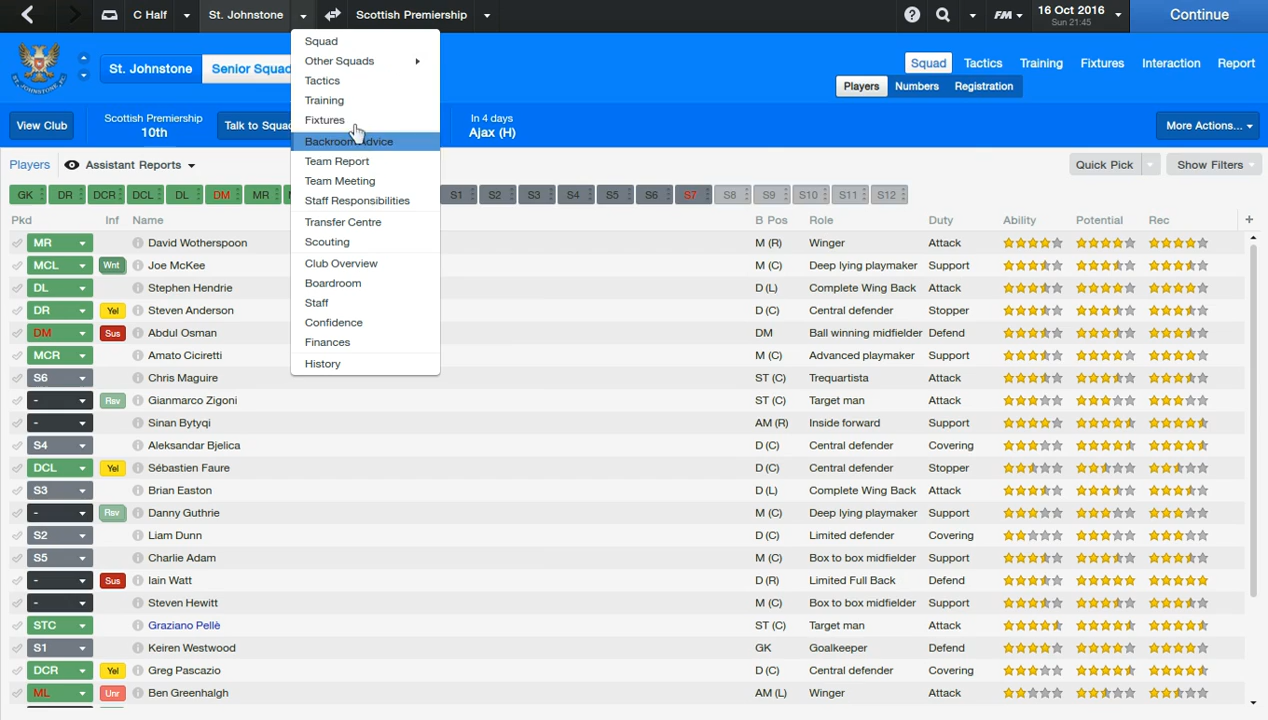 C Half St. Johnstone Scottish Premiership FM 16 Oct 2016 Sun 21:45 Continue
St. Johnstone Senior Squad Squad Tactics Training Fixtures Interaction Report
Players Numbers Registration
View Club Scottish Premiership 10th Talk to Squad In 4 days Ajax (H) More Actions...
Squad
Other Squads
Tactics
Training
Fixtures
Backroom Advice
Team Report
Team Meeting
Staff Responsibilities
Transfer Centre
Scouting
Club Overview
Boardroom
Staff
Confidence
Finances
History
Players Assistant Reports Quick Pick Show Filters
GK DR DCR DCL DL DM MR S1 S2 S3 S4 S5 S6 S7 S8 S9 S10 S11 S12
Pkd Inf Name B Pos Role Duty Ability Potential Rec +
MR David Wotherspoon M (R) Winger Attack
MCL Wnt Joe McKee M (C) Deep lying playmaker Support
DL Stephen Hendrie D (L) Complete Wing Back Attack
DR Yel Steven Anderson D (C) Central defender Stopper
DM Sus Abdul Osman DM Ball winning midfielder Defend
MCR Amato Ciciretti M (C) Advanced playmaker Support
S6 Chris Maguire ST (C) Trequartista Attack
- Rsv Gianmarco Zigoni ST (C) Target man Attack
- Sinan Bytyqi AM (R) Inside forward Support
S4 Aleksandar Bjelica D (C) Central defender Covering
DCL Yel Sébastien Faure D (C) Central defender Stopper
S3 Brian Easton D (L) Complete Wing Back Attack
- Rsv Danny Guthrie M (C) Deep lying playmaker Support
S2 Liam Dunn D (C) Limited defender Covering
S5 Charlie Adam M (C) Box to box midfielder Support
- Sus Iain Watt D (R) Limited Full Back Defend
- Steven Hewitt M (C) Box to box midfielder Support
STC Graziano Pellè ST (C) Target man Attack
S1 Keiren Westwood GK Goalkeeper Defend
DCR Yel Greg Pascazio D (C) Central defender Covering
ML Unr Ben Greenhalgh AM (L) Winger Attack